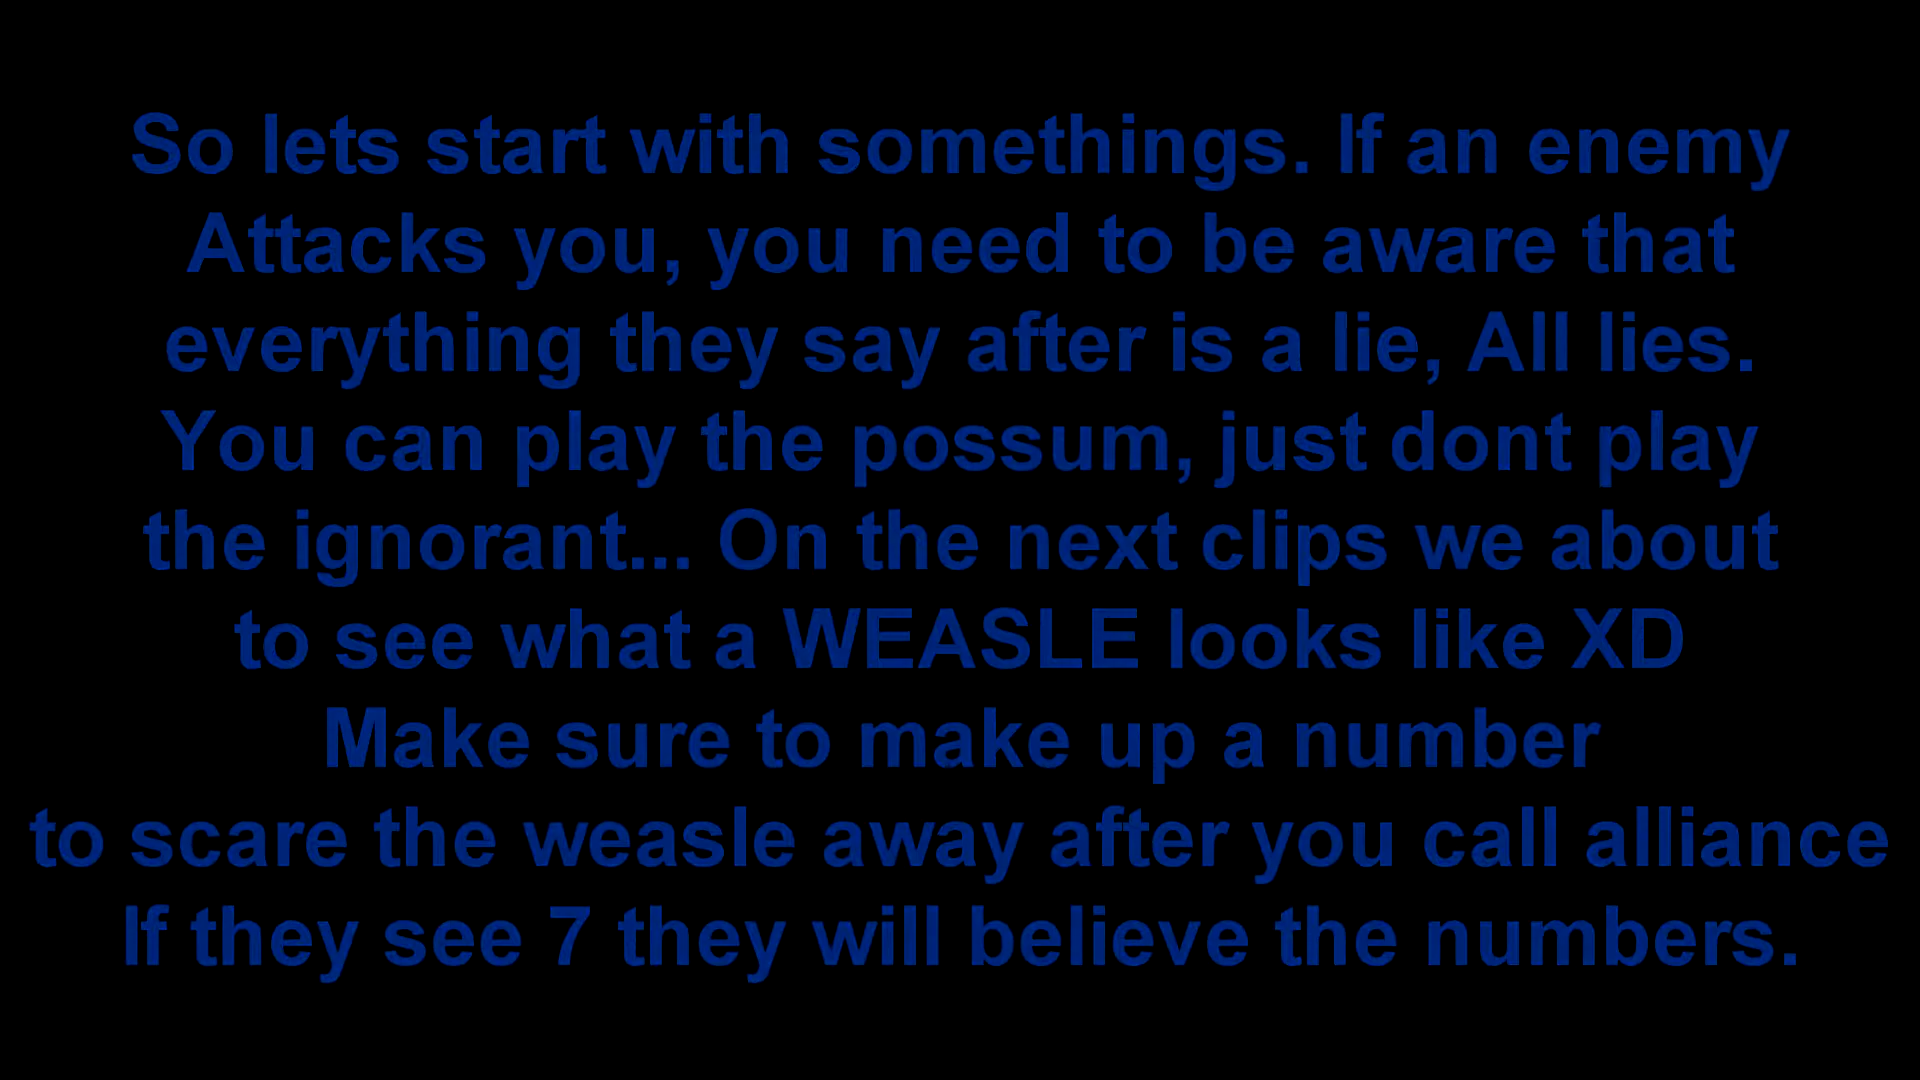 So lets start with somethings. If an enemy
Attacks you, you need to be aware that
everything they say after is a lie, All lies.
You can play the possum, just dont play
the ignorant... On the next clips we about
to see what a WEASLE looks like XD
Make sure to make up a number
to scare the weasle away after you call alliance
If they see 7 they will believe the numbers.